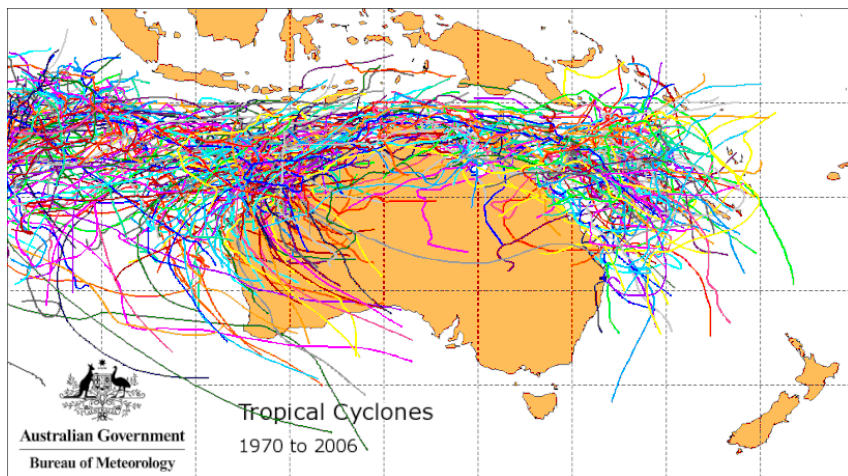 Tropical Cyclones
1970 to 2006
Australian Government
Bureau of Meteorology